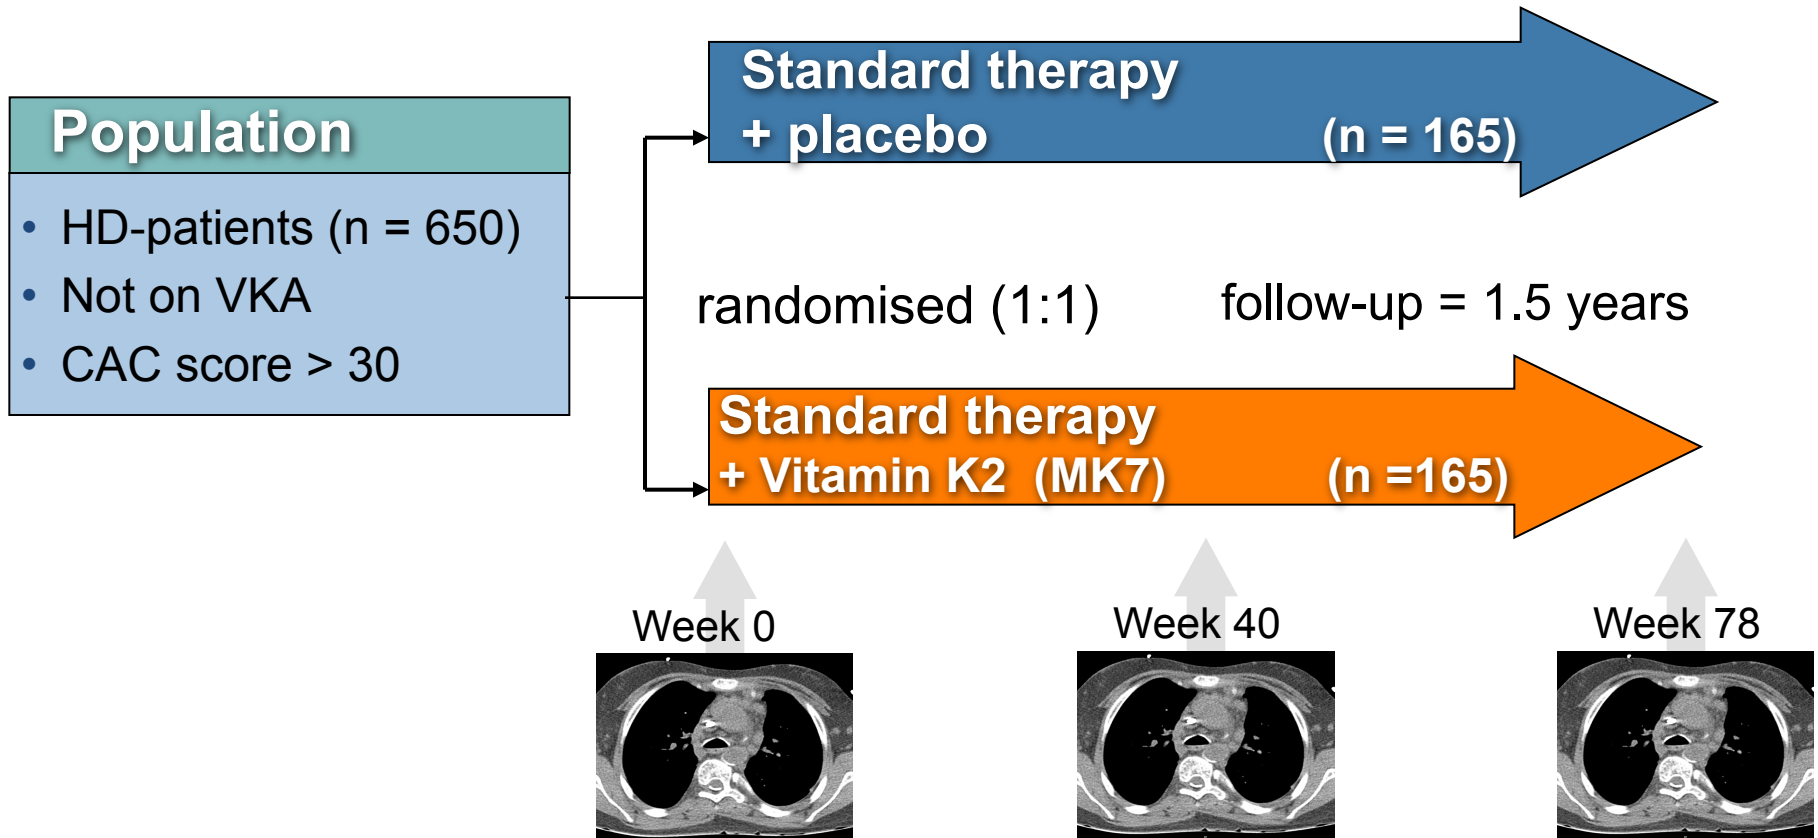 Population
• HD-patients (n = 650)
• Not on VKA
• CAC score > 30
Standard therapy
+ placebo (n = 165)
randomised (1:1) follow-up = 1.5 years
Standard therapy
+ Vitamin K2 (MK7) (n =165)
Week 0 Week 40 Week 78